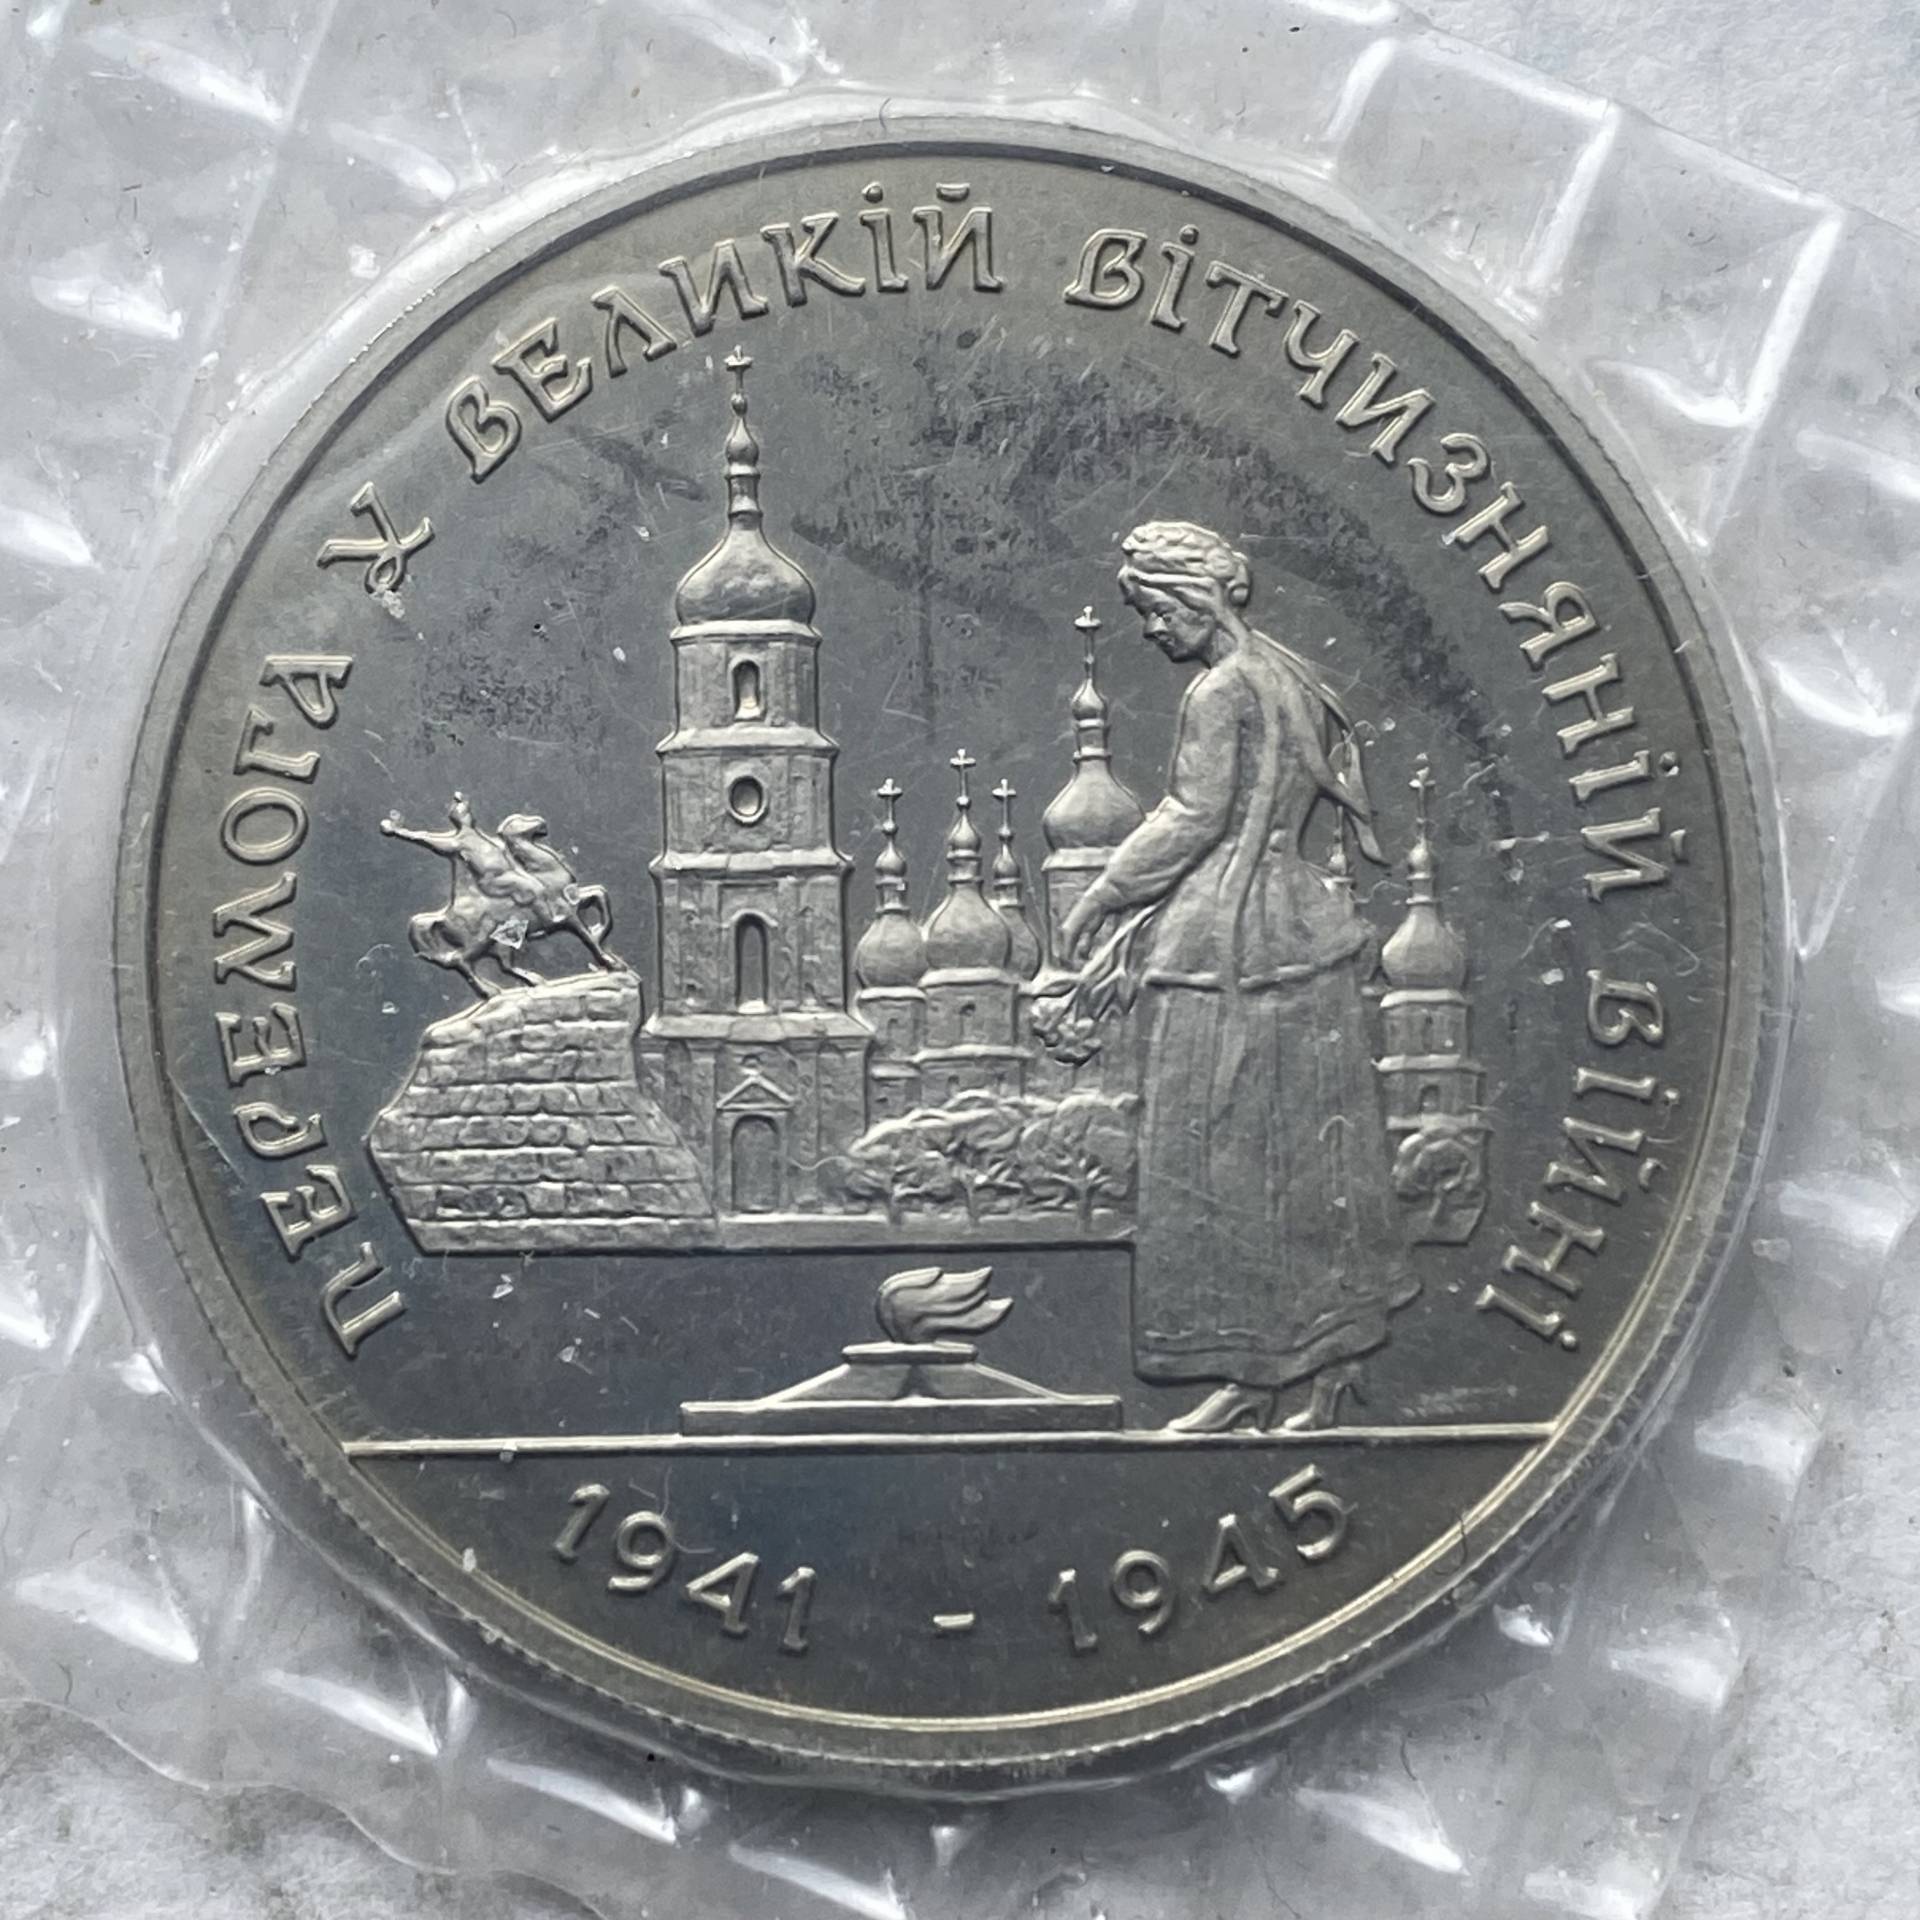 ПЕРЕМОГА У ВЕЛИКІЙ ВІТЧИЗНЯНІЙ ВІЙНІ
1941 - 1945